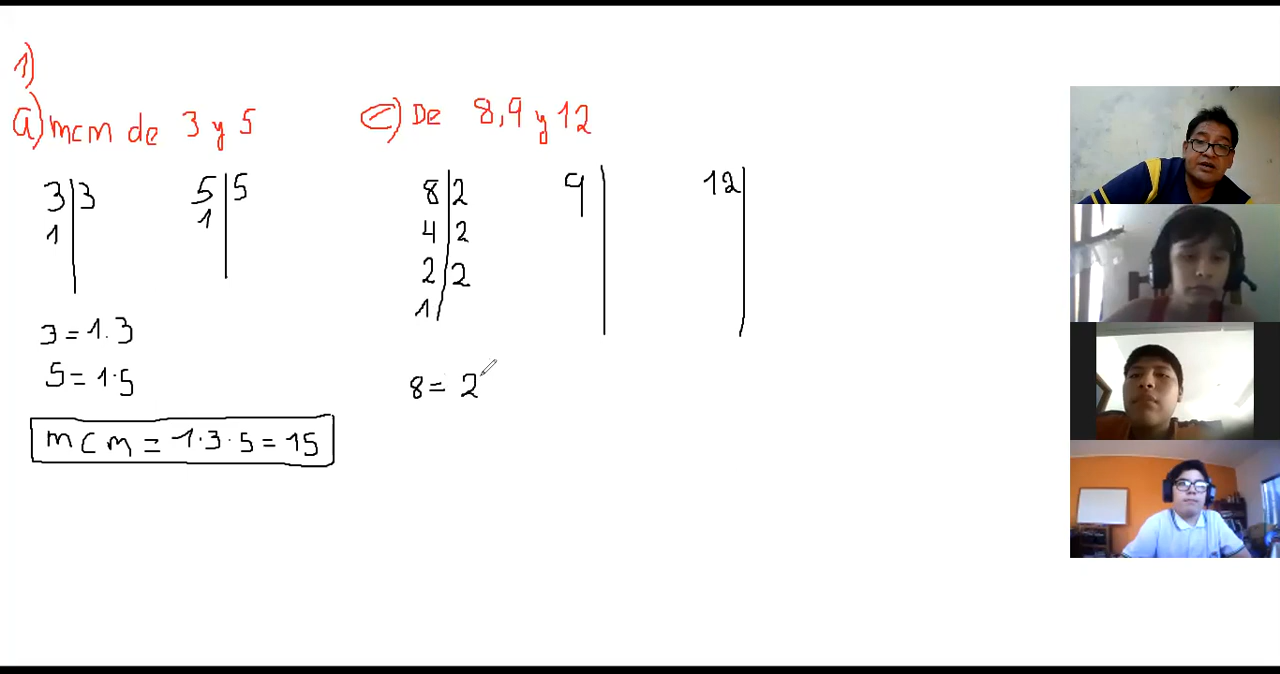 1)
a) mcm de 3 y 5
3 3
1
5 5
1
3 = 1.3
5 = 1.5
mcm = 1.3.5 = 15
c) De 8, 9 y 12
8 2
4 2
2 2
1
9
12
8 = 2